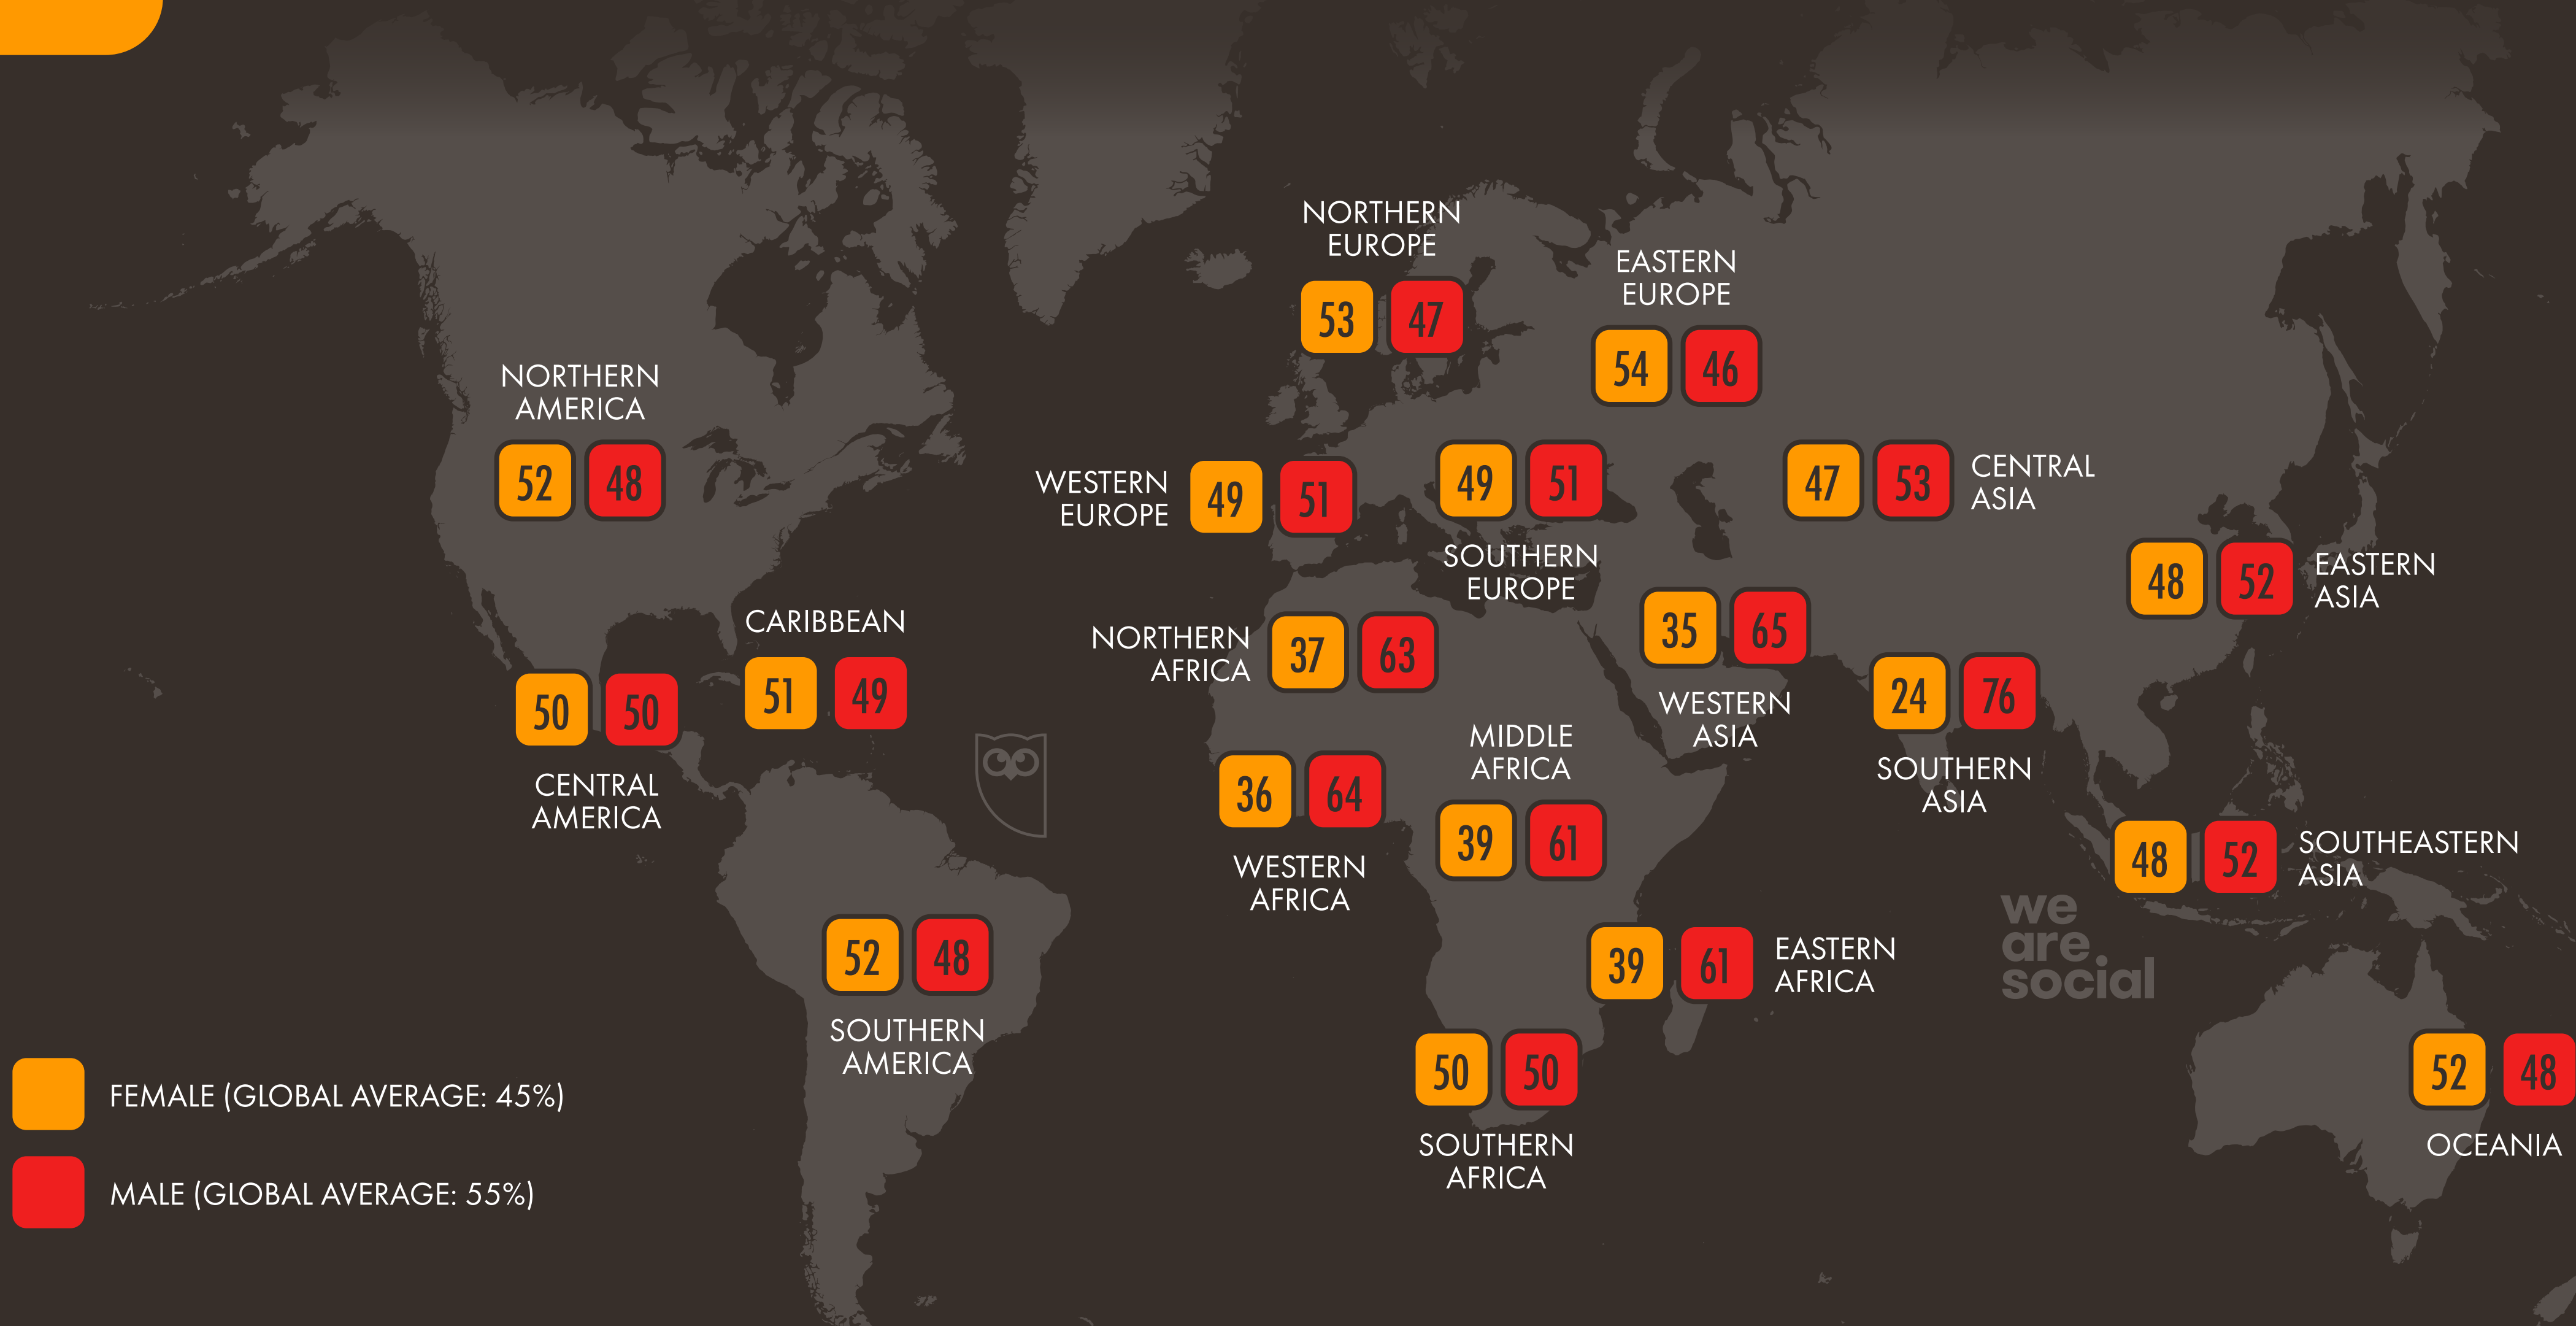 NORTHERN
EUROPE
53 47
EASTERN
EUROPE
54 46
NORTHERN
AMERICA
52 48
WESTERN
EUROPE
49 51
49 51
SOUTHERN
EUROPE
47 53
CENTRAL
ASIA
48 52
EASTERN
ASIA
CARIBBEAN
51 49
50 50
CENTRAL
AMERICA
NORTHERN
AFRICA
37 63
35 65
WESTERN
ASIA
24 76
SOUTHERN
ASIA
36 64
WESTERN
AFRICA
MIDDLE
AFRICA
39 61
48 52
SOUTHEASTERN
ASIA
we
are
social
52 48
SOUTHERN
AMERICA
39 61
EASTERN
AFRICA
50 50
SOUTHERN
AFRICA
52 48
OCEANIA
FEMALE (GLOBAL AVERAGE: 45%)
MALE (GLOBAL AVERAGE: 55%)